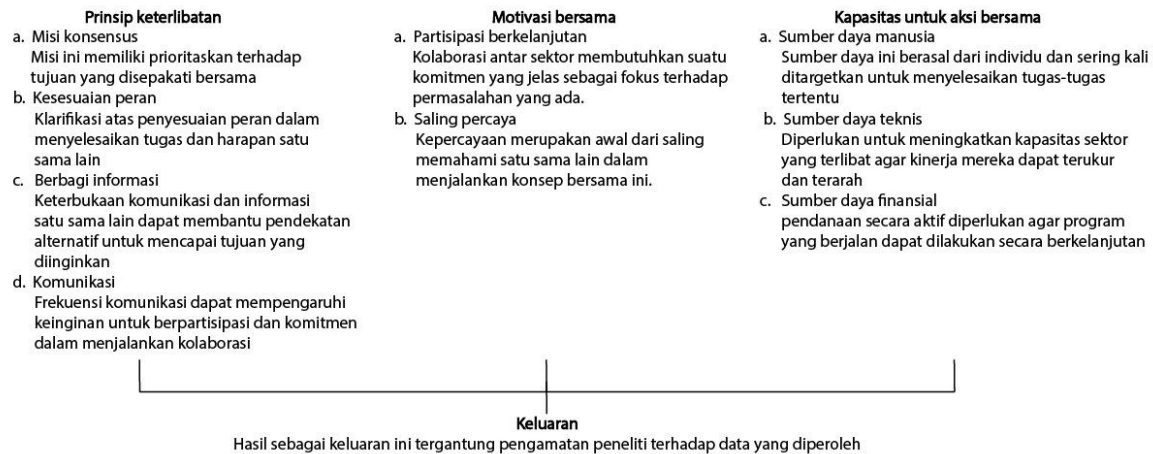 Prinsip keterlibatan
a. Misi konsensus
Misi ini memiliki prioritaskan terhadap
tujuan yang disepakati bersama
b. Kesesuaian peran
Klarifikasi atas penyesuaian peran dalam
menyelesaikan tugas dan harapan satu
sama lain
c. Berbagi informasi
Keterbukaan komunikasi dan informasi
satu sama lain dapat membantu pendekatan
alternatif untuk mencapai tujuan yang
diinginkan
d. Komunikasi
Frekuensi komunikasi dapat mempengaruhi
keinginan untuk berpartisipasi dan komitmen
dalam menjalankan kolaborasi
Motivasi bersama
a. Partisipasi berkelanjutan
Kolaborasi antar sektor membutuhkan suatu
komitmen yang jelas sebagai fokus terhadap
permasalahan yang ada.
b. Saling percaya
Kepercayaan merupakan awal dari saling
memahami satu sama lain dalam
menjalankan konsep bersama ini.
Kapasitas untuk aksi bersama
a. Sumber daya manusia
Sumber daya ini berasal dari individu dan sering kali
ditargetkan untuk menyelesaikan tugas-tugas
tertentu
b. Sumber daya teknis
Diperlukan untuk meningkatkan kapasitas sektor
yang terlibat agar kinerja mereka dapat terukur
dan terarah
c. Sumber daya finansial
pendanaan secara aktif diperlukan agar program
yang berjalan dapat dilakukan secara berkelanjutan
Keluaran
Hasil sebagai keluaran ini tergantung pengamatan peneliti terhadap data yang diperoleh